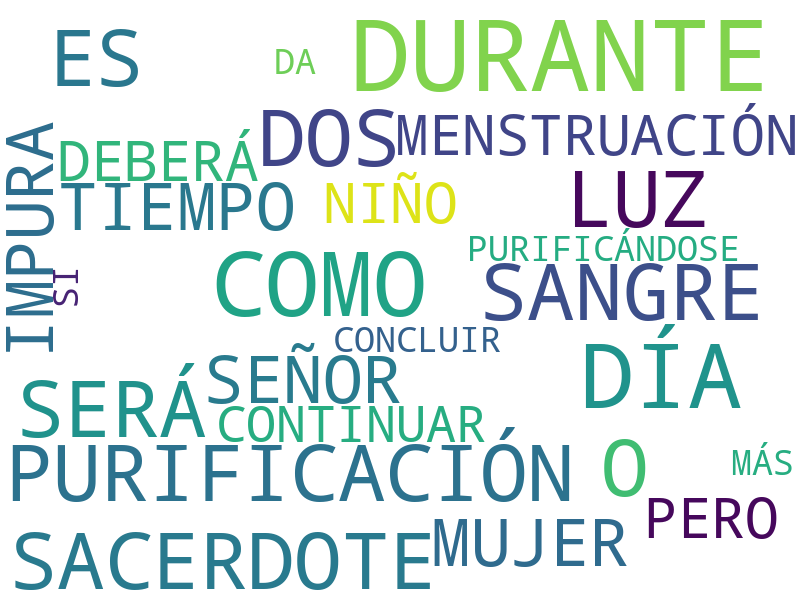 ES
DA
DURANTE
DOS
MENSTRUACIÓN
DEBERÁ
IMPURA
TIEMPO
NIÑO
LUZ
PURIFICÁNDOSE
SI
COMO
SANGRE
CONCLUIR
SEÑOR
DÍA
SERÁ
CONTINUAR
PURIFICACIÓN
O
MÁS
PERO
SACERDOTE
MUJER